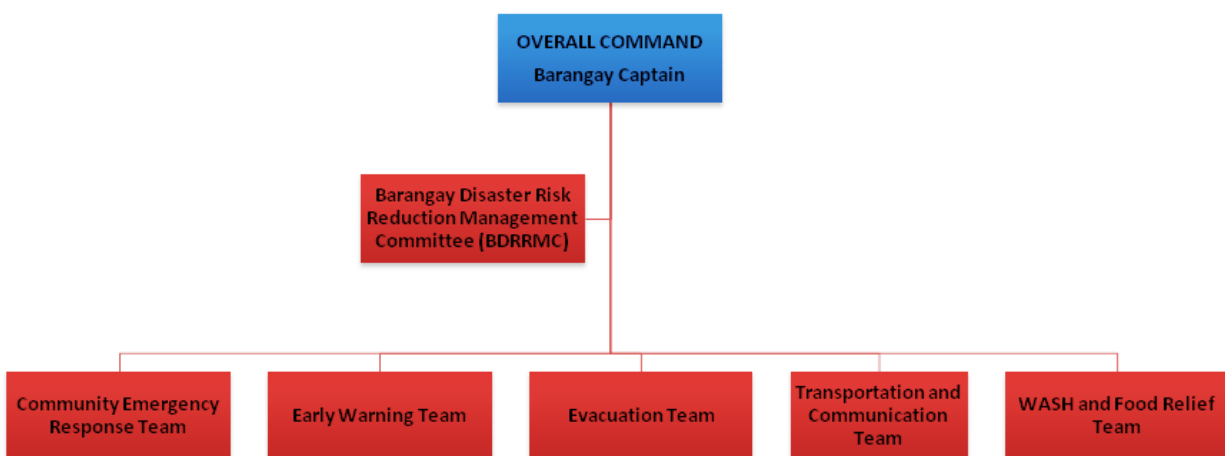 OVERALL COMMAND
Barangay Captain
Barangay Disaster Risk
Reduction Management
Committee (BDRRMC)
Community Emergency
Response Team
Early Warning Team
Evacuation Team
Transportation and
Communication
Team
WASH and Food Relief
Team